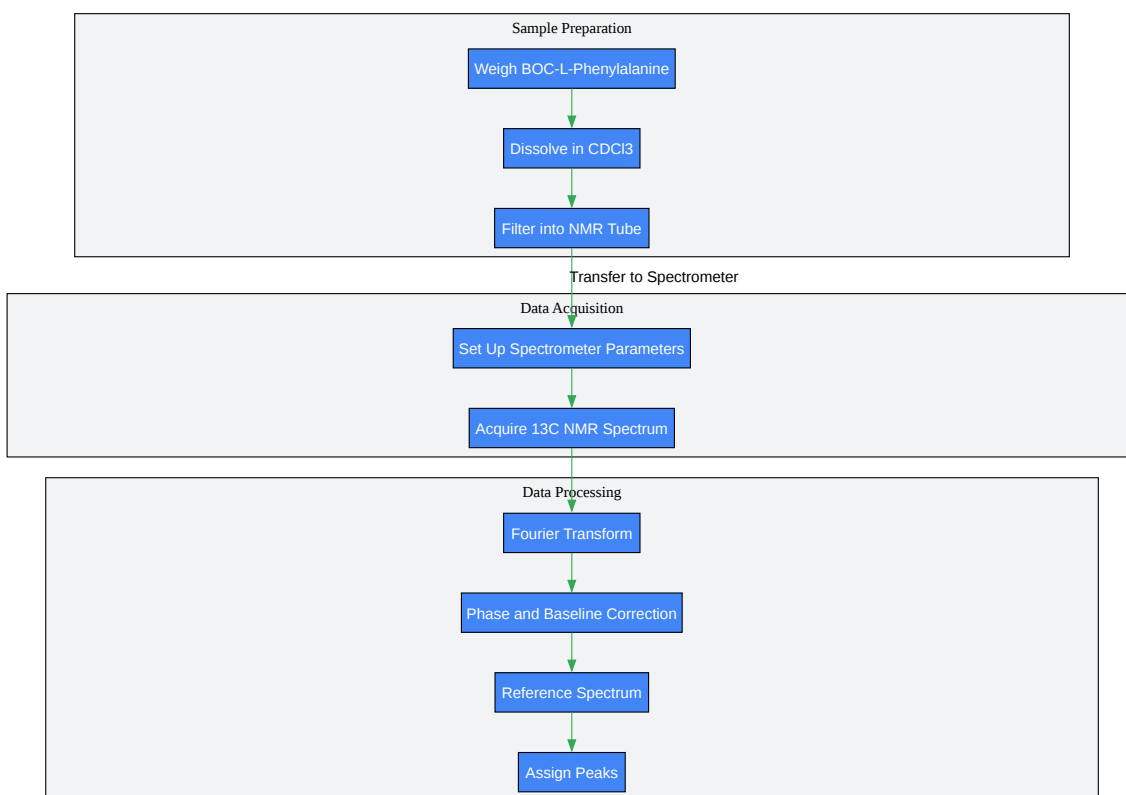 Sample Preparation
Weigh BOC-L-Phenylalanine
Dissolve in CDCl3
Filter into NMR Tube
Transfer to Spectrometer
Data Acquisition
Set Up Spectrometer Parameters
Acquire 13C NMR Spectrum
Data Processing
Fourier Transform
Phase and Baseline Correction
Reference Spectrum
Assign Peaks